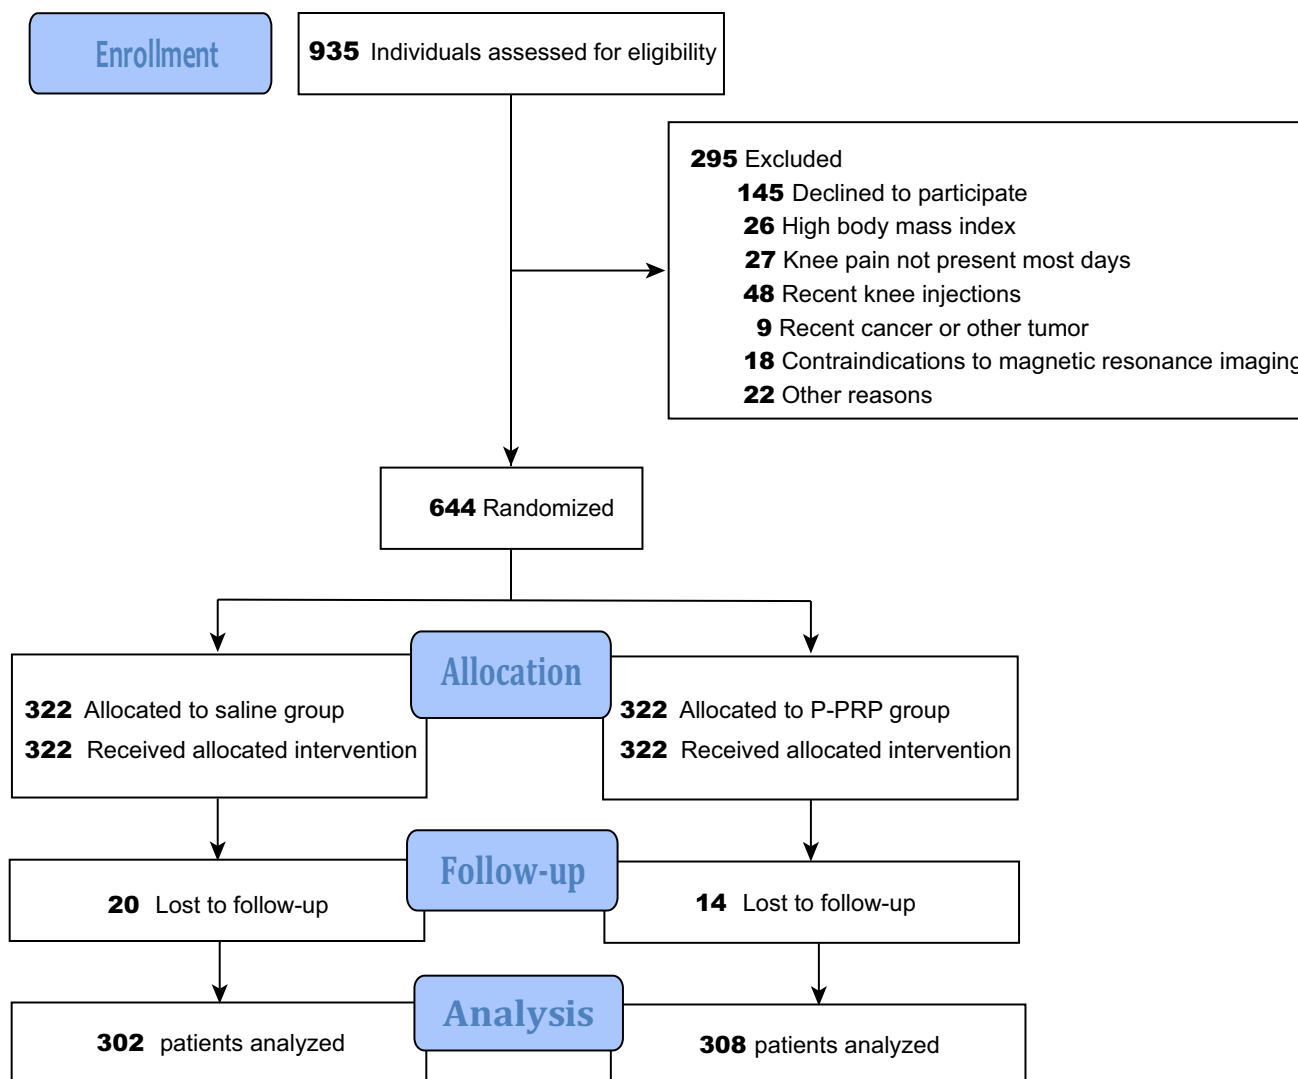 Enrollment
935 Individuals assessed for eligibility
295 Excluded
145 Declined to participate
26 High body mass index
27 Knee pain not present most days
48 Recent knee injections
9 Recent cancer or other tumor
18 Contraindications to magnetic resonance imaging
22 Other reasons
644 Randomized
Allocation
322 Allocated to saline group
322 Received allocated intervention
322 Allocated to P-PRP group
322 Received allocated intervention
Follow-up
20 Lost to follow-up
14 Lost to follow-up
Analysis
302 patients analyzed
308 patients analyzed